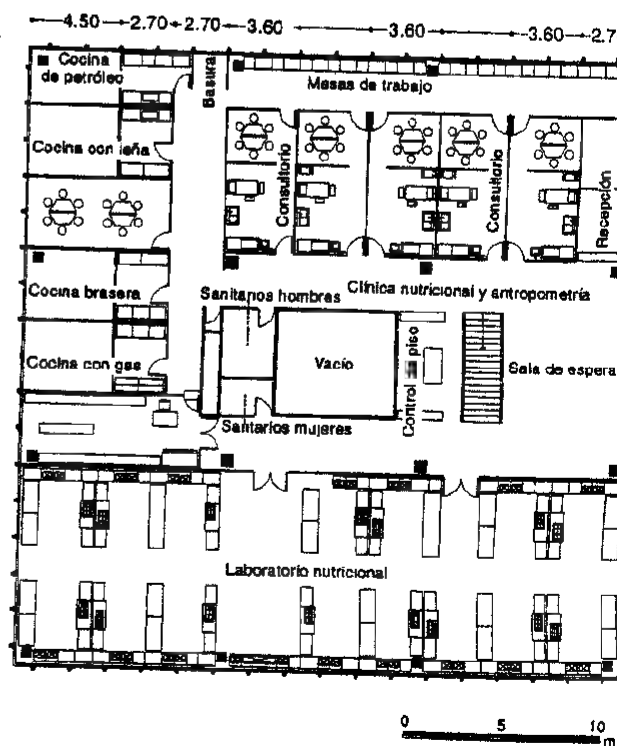 4.50 2.70 2.70 3.60 3.60 3.60 2.7
Cocina
de petróleo
Basura
Mesas de trabajo
Cocina con leña
Consultorio
Consultorio
Recepción
Cocina brasera
Sanitarios hombres
Clínica nutricional y antropometría
Cocina con gas
Vacío
Control de piso
Sala de espera
Sanitarios mujeres
Laboratorio nutricional
0 5 10
m